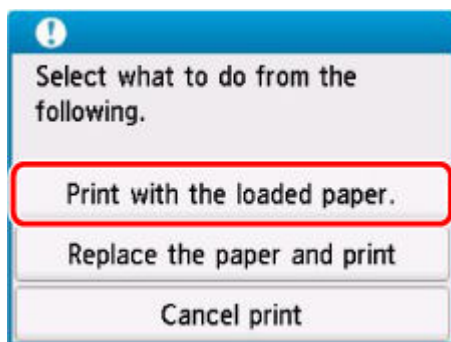 Select what to do from the
following.
Print with the loaded paper.
Replace the paper and print
Cancel print